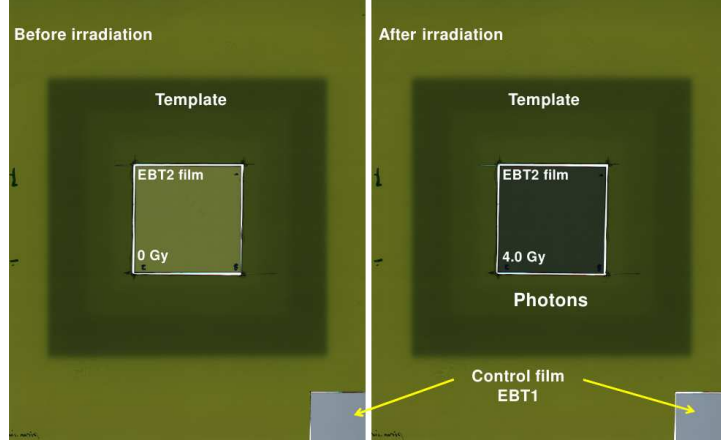 Before irradiation
Template
EBT2 film
0 Gy
After irradiation
Template
EBT2 film
4.0 Gy
Photons
Control film
EBT1